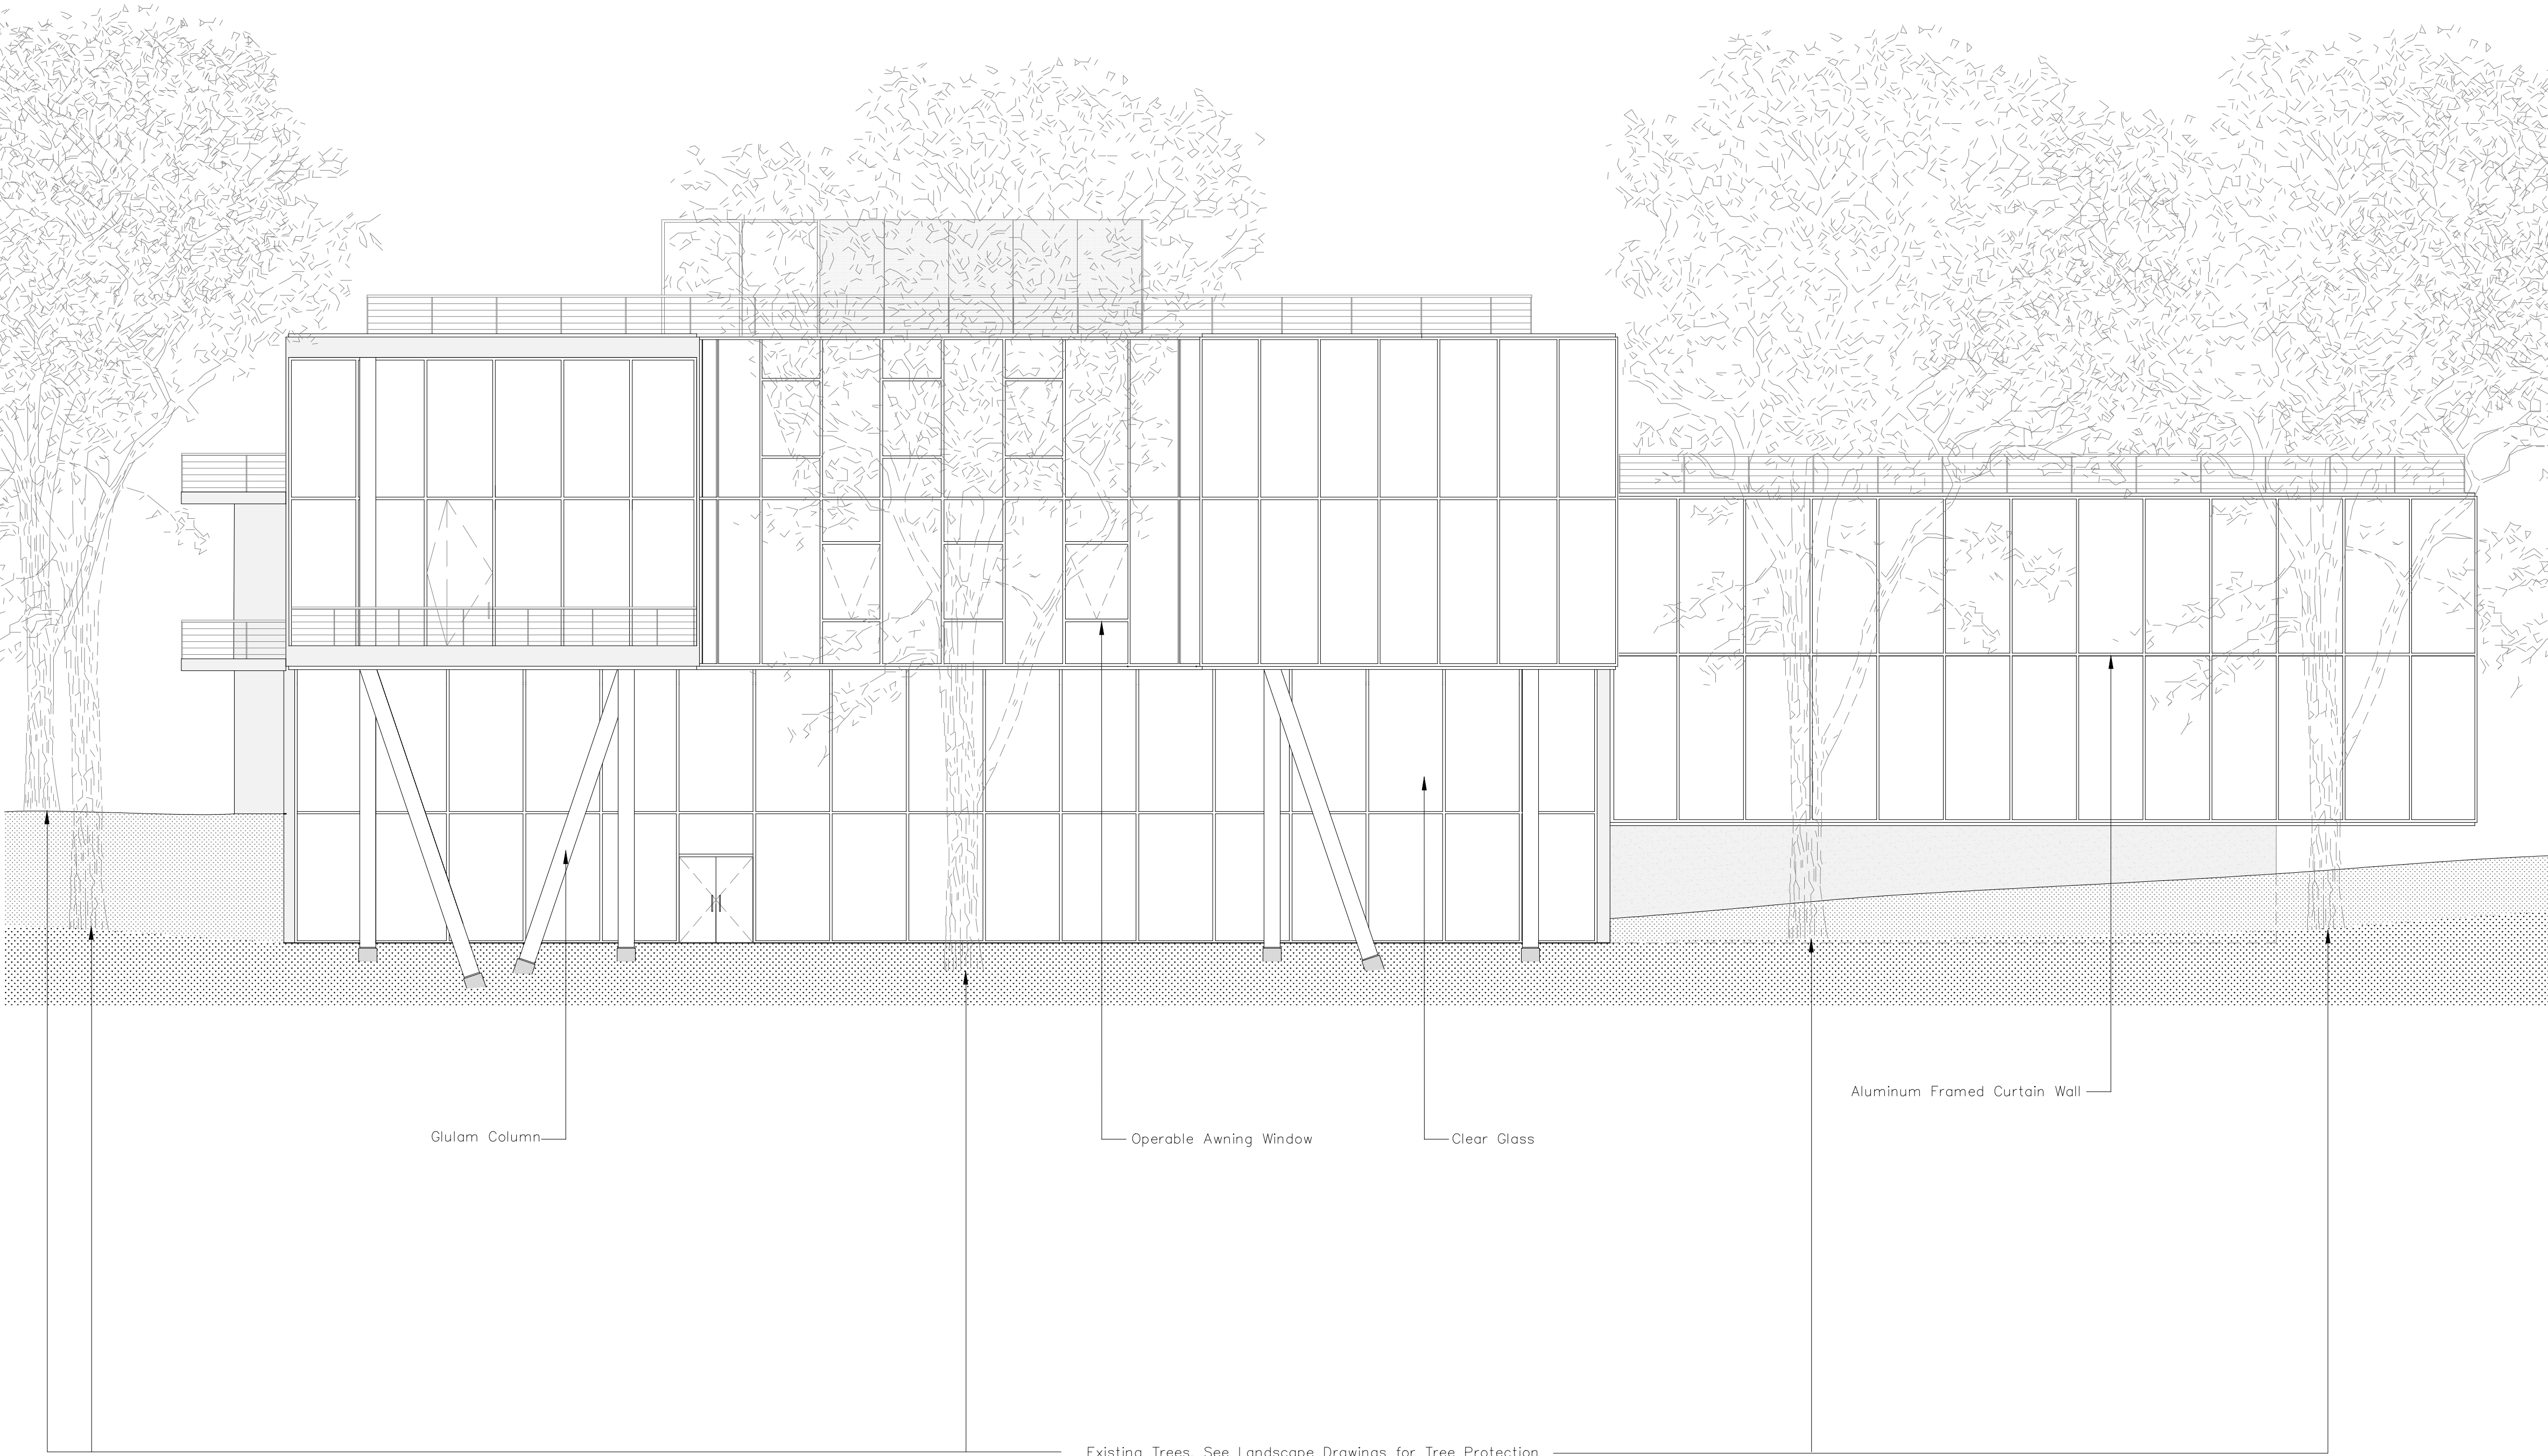 Aluminum Framed Curtain Wall
Glulam Column
Operable Awning Window
Clear Glass
Existing Trees. See Landscape Drawings for Tree Protection